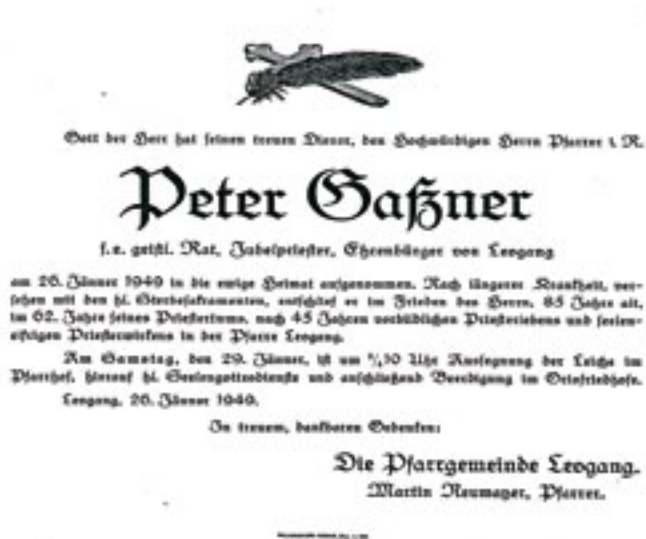 Gott der Herr hat seinen treuen Diener, den Hochwürdigen Herrn Pfarrer i. R.
Peter Gaßner
f. e. geistl. Rat, Jubelpriester, Ehrenbürger von Leogang
am 26. Jänner 1949 in die ewige Heimat aufgenommen. Nach längerer Krankheit, ver-
sehen mit den hl. Sterbesakramenten, entschlief er im Frieden des Herrn, 85 Jahre alt,
im 62. Jahre seines Priestertums, nach 45 Jahren vorbildlichen Priesterlebens und seelen-
eifrigen Priesterwirkens in der Pfarre Leogang.
Am Samstag, den 29. Jänner, ist um 10 Uhr Aussegnung der Leiche im
Pfarrhof, hierauf hl. Seelengottesdienste und anschließend Beerdigung im Ortsfriedhofe.
Leogang, 26. Jänner 1949.
In treuem, dankbaren Gedenken:
Die Pfarrgemeinde Leogang.
Martin Neumayer, Pfarrer.